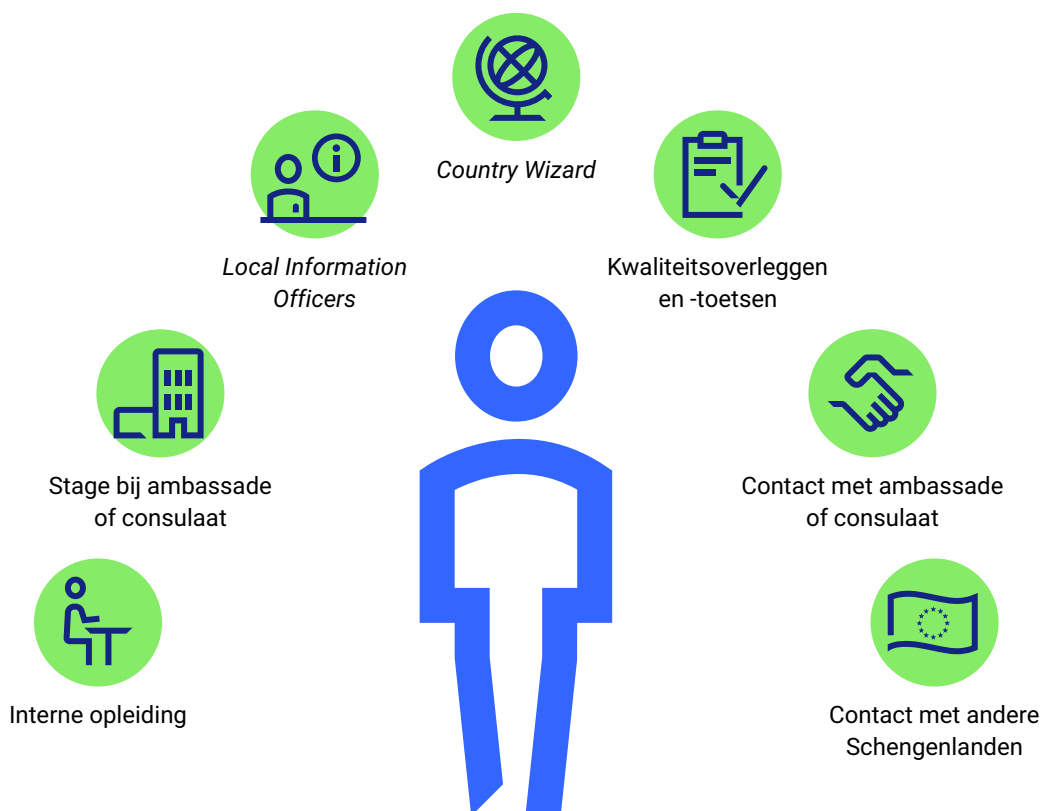 Country Wizard
Local Information
Officers
Kwaliteitsoverleggen
en -toetsen
Stage bij ambassade
of consulaat
Contact met ambassade
of consulaat
Interne opleiding
Contact met andere
Schengenlanden